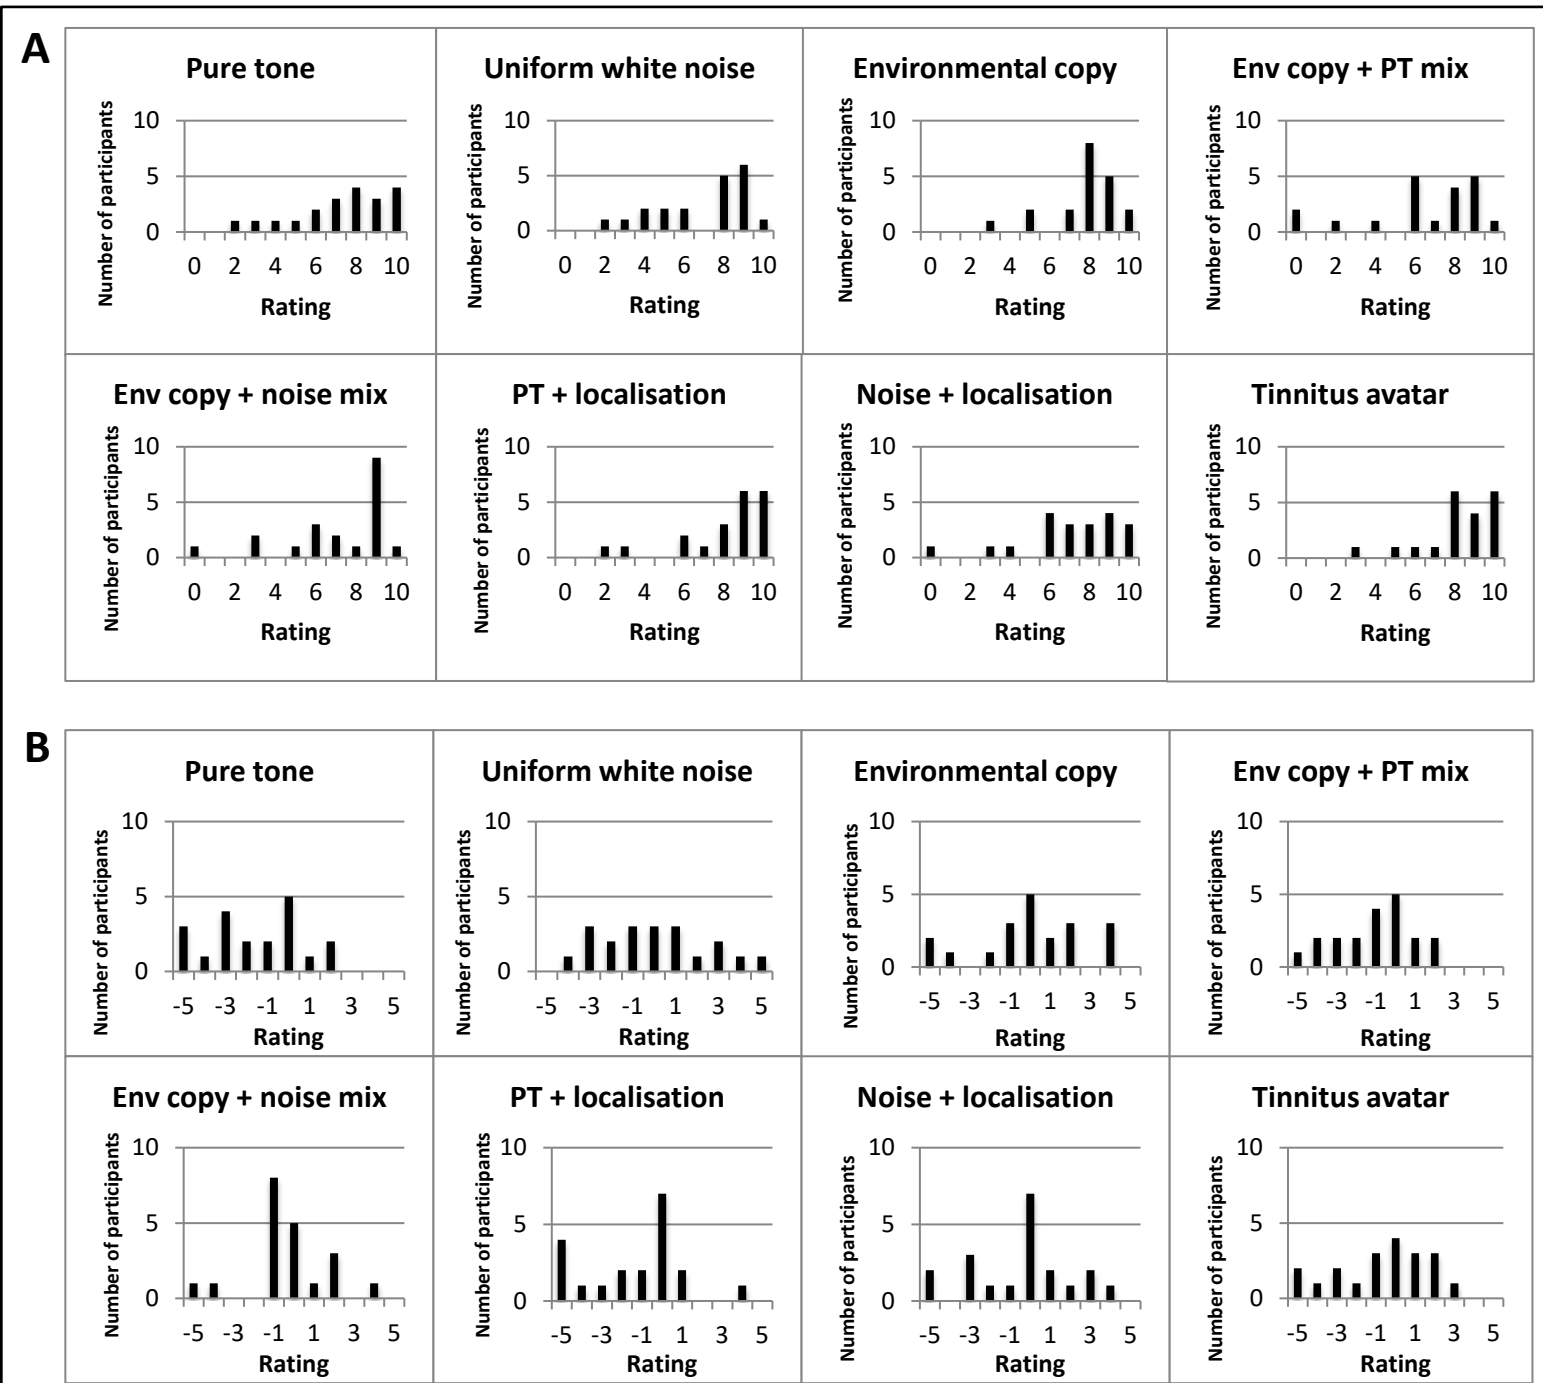 A
Pure tone
Number of participants
10
5
0
0 2 4 6 8 10
Rating
Uniform white noise
Number of participants
10
5
0
0 2 4 6 8 10
Rating
Environmental copy
Number of participants
10
5
0
0 2 4 6 8 10
Rating
Env copy + PT mix
Number of participants
10
5
0
0 2 4 6 8 10
Rating
Env copy + noise mix
Number of participants
10
5
0
0 2 4 6 8 10
Rating
PT + localisation
Number of participants
10
5
0
0 2 4 6 8 10
Rating
Noise + localisation
Number of participants
10
5
0
0 2 4 6 8 10
Rating
Tinnitus avatar
Number of participants
10
5
0
0 2 4 6 8 10
Rating
B
Pure tone
Number of participants
10
5
0
-5 -3 -1 1 3 5
Rating
Uniform white noise
Number of participants
10
5
0
-5 -3 -1 1 3 5
Rating
Environmental copy
Number of participants
10
5
0
-5 -3 -1 1 3 5
Rating
Env copy + PT mix
Number of participants
10
5
0
-5 -3 -1 1 3 5
Rating
Env copy + noise mix
Number of participants
10
5
0
-5 -3 -1 1 3 5
Rating
PT + localisation
Number of participants
10
5
0
-5 -3 -1 1 3 5
Rating
Noise + localisation
Number of participants
10
5
0
-5 -3 -1 1 3 5
Rating
Tinnitus avatar
Number of participants
10
5
0
-5 -3 -1 1 3 5
Rating